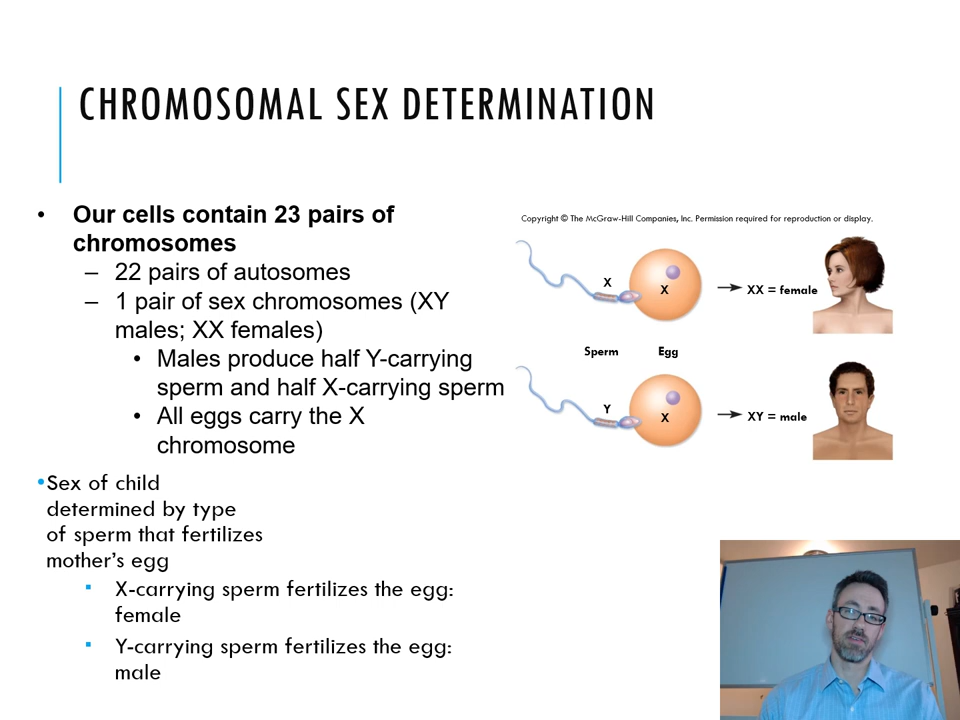 CHROMOSOMAL SEX DETERMINATION
• Our cells contain 23 pairs of
chromosomes
– 22 pairs of autosomes
– 1 pair of sex chromosomes (XY
males; XX females)
• Males produce half Y-carrying
sperm and half X-carrying sperm
• All eggs carry the X
chromosome
•Sex of child
determined by type
of sperm that fertilizes
mother's egg
▪ X-carrying sperm fertilizes the egg:
female
▪ Y-carrying sperm fertilizes the egg:
male
Copyright © The McGraw-Hill Companies, Inc. Permission required for reproduction or display.
X
X
XX = female
Sperm
Egg
Y
X
XY = male